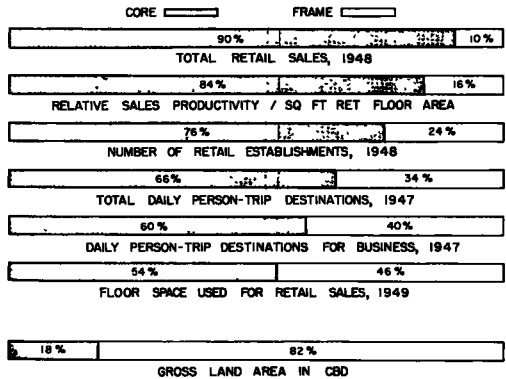 CORE FRAME
90% 10%
TOTAL RETAIL SALES, 1948
84% 16%
RELATIVE SALES PRODUCTIVITY / SQ FT RET FLOOR AREA
76% 24%
NUMBER OF RETAIL ESTABLISHMENTS, 1948
66% 34%
TOTAL DAILY PERSON-TRIP DESTINATIONS, 1947
60% 40%
DAILY PERSON-TRIP DESTINATIONS FOR BUSINESS, 1947
54% 46%
FLOOR SPACE USED FOR RETAIL SALES, 1949
18% 82%
GROSS LAND AREA IN CBD